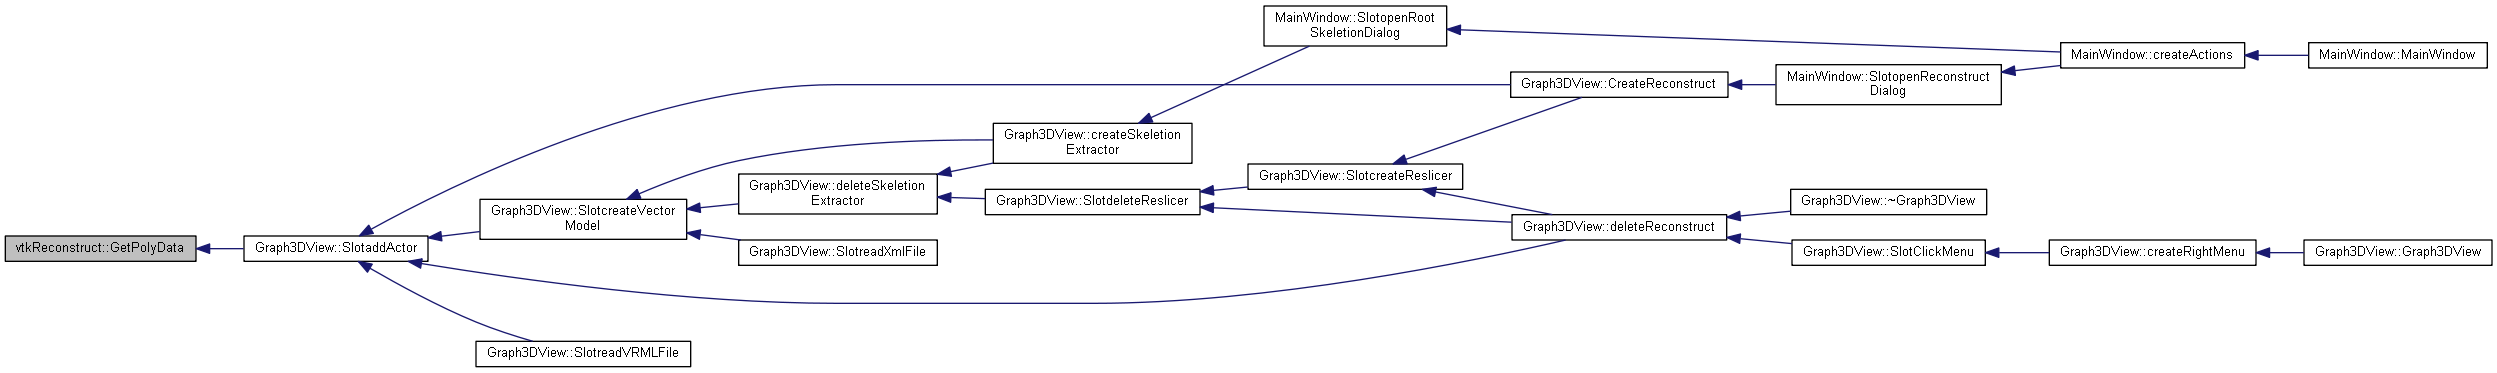 vtkReconstruct::GetPolyData
Graph3DView::SlotaddActor
Graph3DView::SlotcreateVector
Model
Graph3DView::SlotreadVRMLFile
Graph3DView::deleteSkeletion
Extractor
Graph3DView::SlotreadXmlFile
Graph3DView::createSkeletion
Extractor
Graph3DView::SlotdeleteReslicer
MainWindow::SlotopenRoot
SkeletionDialog
Graph3DView::SlotcreateReslicer
Graph3DView::CreateReconstruct
Graph3DView::deleteReconstruct
MainWindow::SlotopenReconstruct
Dialog
Graph3DView::~Graph3DView
Graph3DView::SlotClickMenu
MainWindow::createActions
Graph3DView::createRightMenu
MainWindow::MainWindow
Graph3DView::Graph3DView